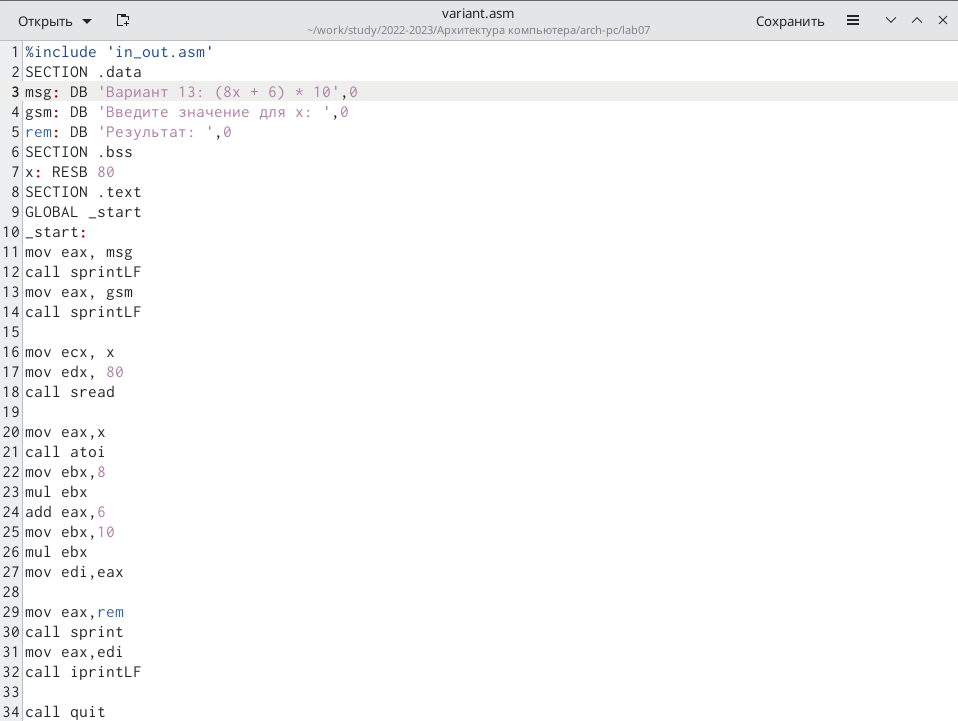 Открыть
variant.asm
~/work/study/2022-2023/Архитектура компьютера/arch-pc/lab07
Сохранить
1 %include 'in_out.asm'
2 SECTION .data
3 msg: DB 'Вариант 13: (8x + 6) * 10',0
4 gsm: DB 'Введите значение для х: ',0
5 rem: DB 'Результат: ',0
6 SECTION .bss
7 x: RESB 80
8 SECTION .text
9 GLOBAL _start
10 _start:
11 mov eax, msg
12 call sprintLF
13 mov eax, gsm
14 call sprintLF
15
16 mov ecx, x
17 mov edx, 80
18 call sread
19
20 mov eax,x
21 call atoi
22 mov ebx,8
23 mul ebx
24 add eax,6
25 mov ebx,10
26 mul ebx
27 mov edi,eax
28
29 mov eax,rem
30 call sprint
31 mov eax,edi
32 call iprintLF
33
34 call quit